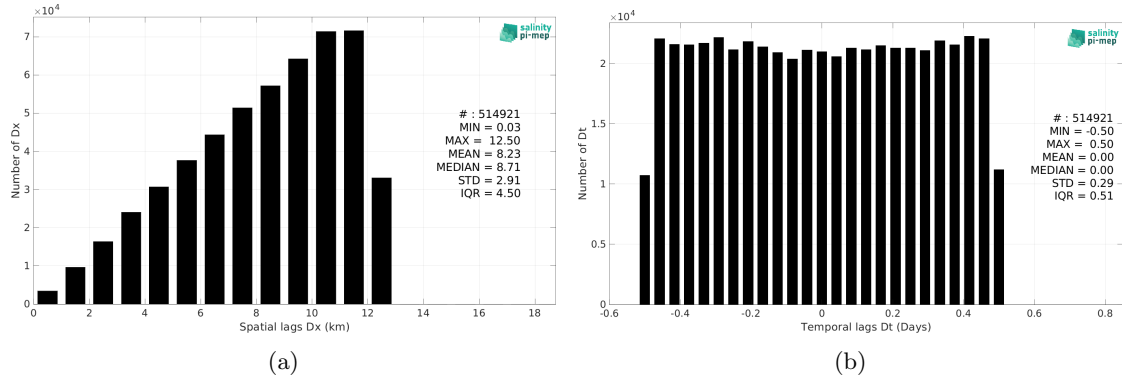 ×10⁴
7
6
5
4
3
2
1
0
Number of Dx
salinity
pi-mep
# : 514921
MIN = 0.03
MAX = 12.50
MEAN = 8.23
MEDIAN = 8.71
STD = 2.91
IQR = 4.50
0 2 4 6 8 10 12 14 16 18
Spatial lags Dx (km)
(a)
×10⁴
2
1.5
1
0.5
0
Number of Dt
salinity
pi-mep
# : 514921
MIN = -0.50
MAX = 0.50
MEAN = 0.00
MEDIAN = 0.00
STD = 0.29
IQR = 0.51
-0.6 -0.4 -0.2 0 0.2 0.4 0.6 0.8
Temporal lags Dt (Days)
(b)